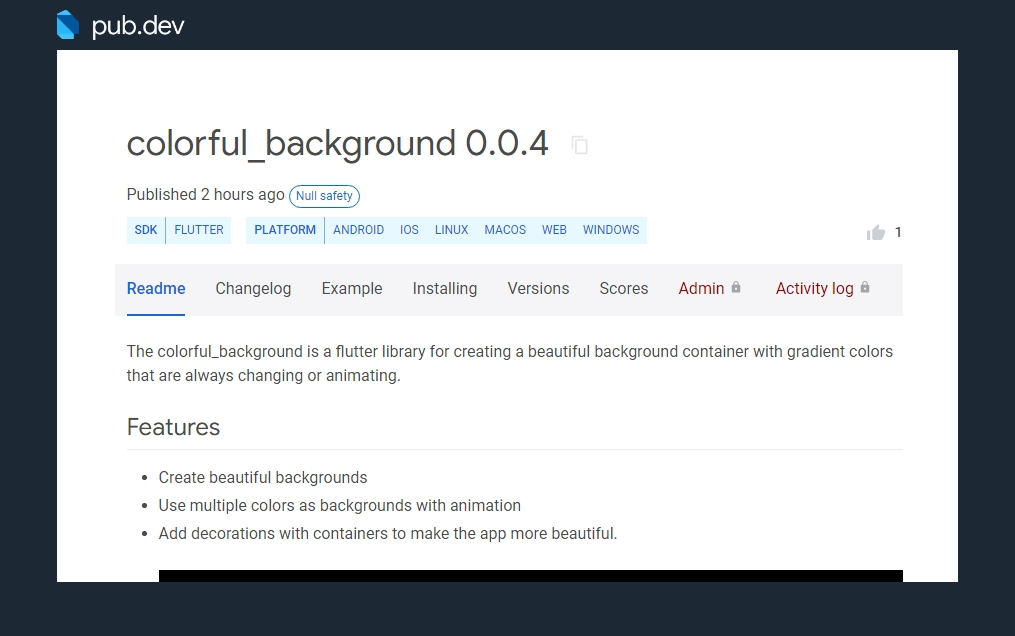 pub.dev
colorful_background 0.0.4
Published 2 hours ago Null safety
SDK FLUTTER PLATFORM ANDROID IOS LINUX MACOS WEB WINDOWS 1
Readme Changelog Example Installing Versions Scores Admin Activity log
The colorful_background is a flutter library for creating a beautiful background container with gradient colors
that are always changing or animating.
Features
• Create beautiful backgrounds
• Use multiple colors as backgrounds with animation
• Add decorations with containers to make the app more beautiful.